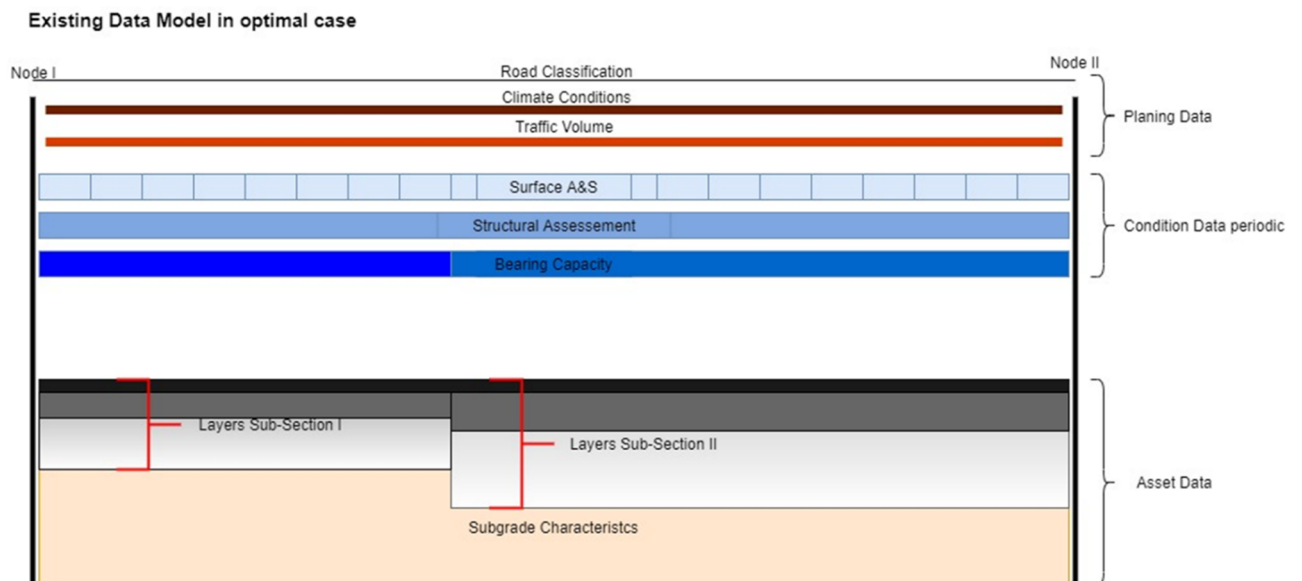 Existing Data Model in optimal case
Node I
Road Classification
Node II
Climate Conditions
Planing Data
Traffic Volume
Surface A&S
Structural Assessement
Condition Data periodic
Bearing Capacity
Layers Sub-Section I
Layers Sub-Section II
Asset Data
Subgrade Characteristcs